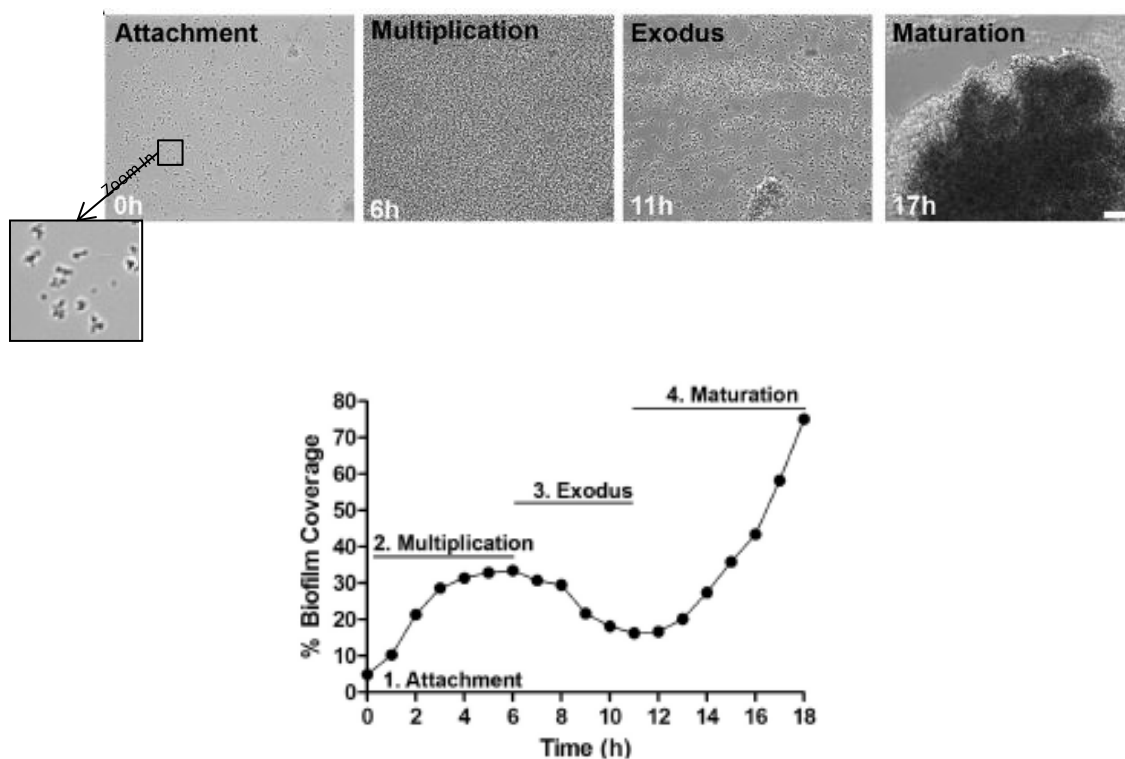 Attachment
Multiplication
Exodus
Maturation
Zoom In
0h
6h
11h
17h
% Biofilm Coverage
80
70
60
50
40
30
20
10
0
4. Maturation
3. Exodus
2. Multiplication
1. Attachment
0 2 4 6 8 10 12 14 16 18
Time (h)